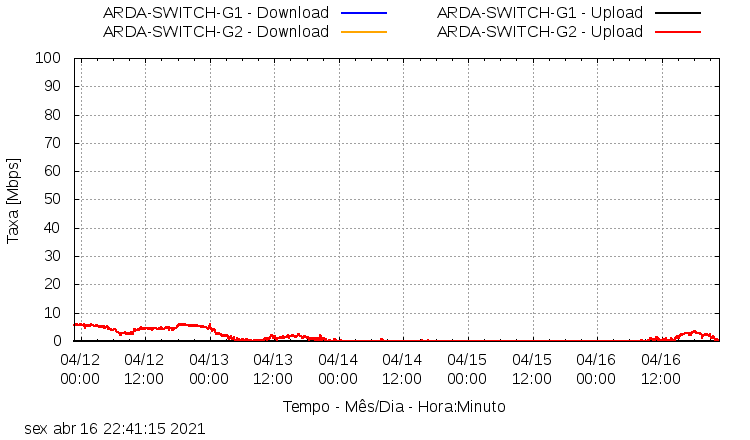 ARDA-SWITCH-G1 - Download ARDA-SWITCH-G1 - Upload
ARDA-SWITCH-G2 - Download ARDA-SWITCH-G2 - Upload
100
90
80
70
60
50
40
30
20
10
0
Taxa [Mbps]
04/12 04/12 04/13 04/13 04/14 04/14 04/15 04/15 04/16 04/16
00:00 12:00 00:00 12:00 00:00 12:00 00:00 12:00 00:00 12:00
Tempo - Mês/Dia - Hora:Minuto
sex abr 16 22:41:15 2021